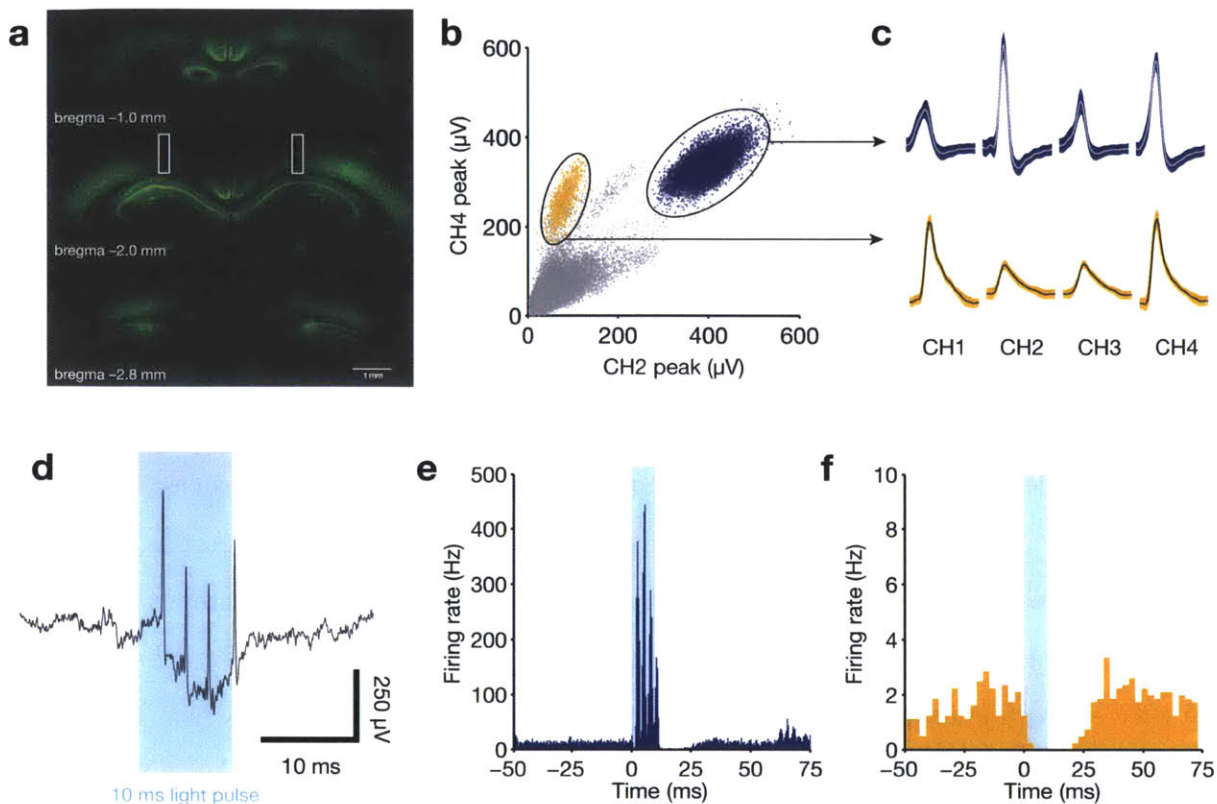 a
bregma −1.0 mm
bregma −2.0 mm
bregma −2.8 mm
1 mm
b
600
400
200
0
0 200 400 600
CH4 peak (µV)
CH2 peak (µV)
c
CH1 CH2 CH3 CH4
d
250 µV
10 ms
10 ms light pulse
e
500
400
300
200
100
0
−50 −25 0 25 50 75
Firing rate (Hz)
Time (ms)
f
10
8
6
4
2
0
−50 −25 0 25 50 75
Firing rate (Hz)
Time (ms)